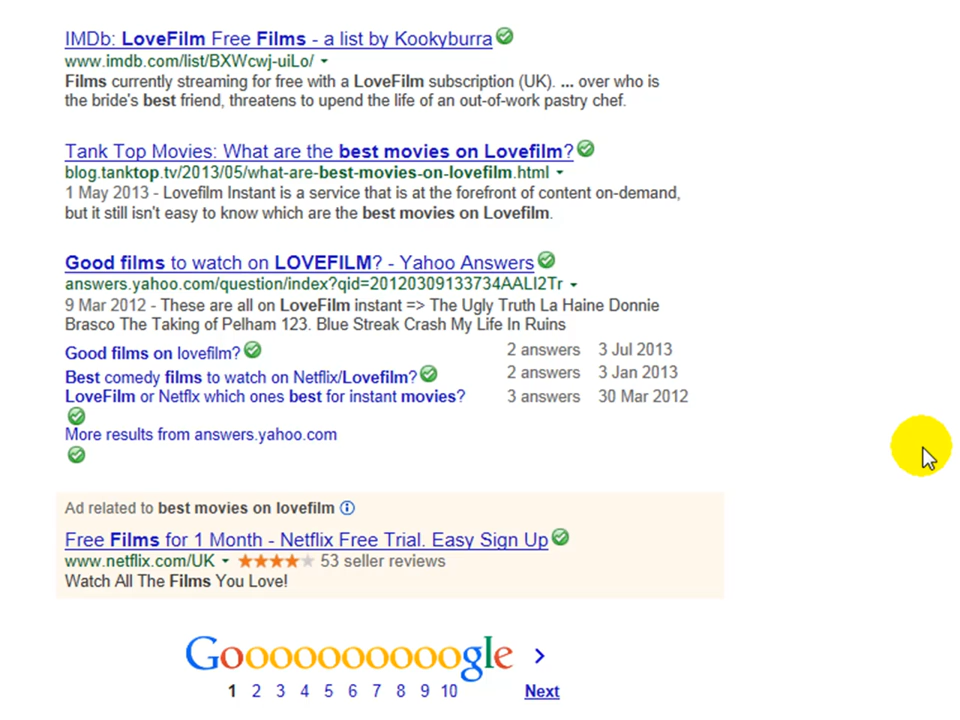 IMDb: LoveFilm Free Films - a list by Kookyburra
www.imdb.com/list/BXWcwj-uiLo/
Films currently streaming for free with a LoveFilm subscription (UK). ... over who is
the bride's best friend, threatens to upend the life of an out-of-work pastry chef.
Tank Top Movies: What are the best movies on Lovefilm?
blog.tanktop.tv/2013/05/what-are-best-movies-on-lovefilm.html
1 May 2013 - Lovefilm Instant is a service that is at the forefront of content on-demand,
but it still isn't easy to know which are the best movies on Lovefilm.
Good films to watch on LOVEFILM? - Yahoo Answers
answers.yahoo.com/question/index?qid=20120309133734AALI2Tr
9 Mar 2012 - These are all on LoveFilm instant => The Ugly Truth La Haine Donnie
Brasco The Taking of Pelham 123. Blue Streak Crash My Life In Ruins
Good films on lovefilm? 2 answers 3 Jul 2013
Best comedy films to watch on Netflix/Lovefilm? 2 answers 3 Jan 2013
LoveFilm or Netflx which ones best for instant movies? 3 answers 30 Mar 2012
More results from answers.yahoo.com
Ad related to best movies on lovefilm
Free Films for 1 Month - Netflix Free Trial. Easy Sign Up
www.netflix.com/UK 53 seller reviews
Watch All The Films You Love!
Goooooooooogle >
1 2 3 4 5 6 7 8 9 10 Next